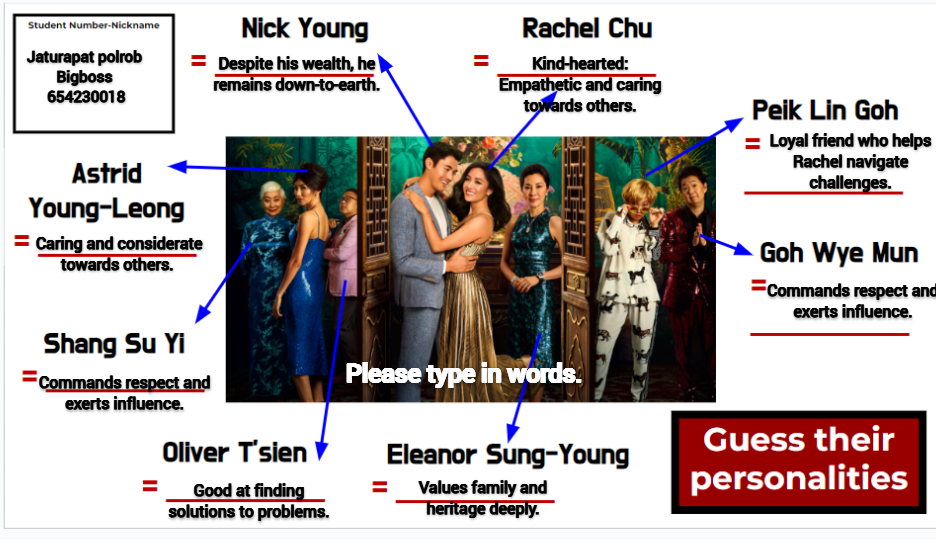 Student Number-Nickname
Jaturapat polrob
Bigboss
654230018
Nick Young
= Despite his wealth, he
remains down-to-earth.
Rachel Chu
= Kind-hearted:
Empathetic and caring
towards others.
Peik Lin Goh
= Loyal friend who helps
Rachel navigate
challenges.
Astrid
Young-Leong
= Caring and considerate
towards others.
Goh Wye Mun
= Commands respect and
exerts influence.
Shang Su Yi
= Commands respect and
exerts influence.
Please type in words.
Oliver T'sien
= Good at finding
solutions to problems.
Eleanor Sung-Young
= Values family and
heritage deeply.
Guess their
personalities